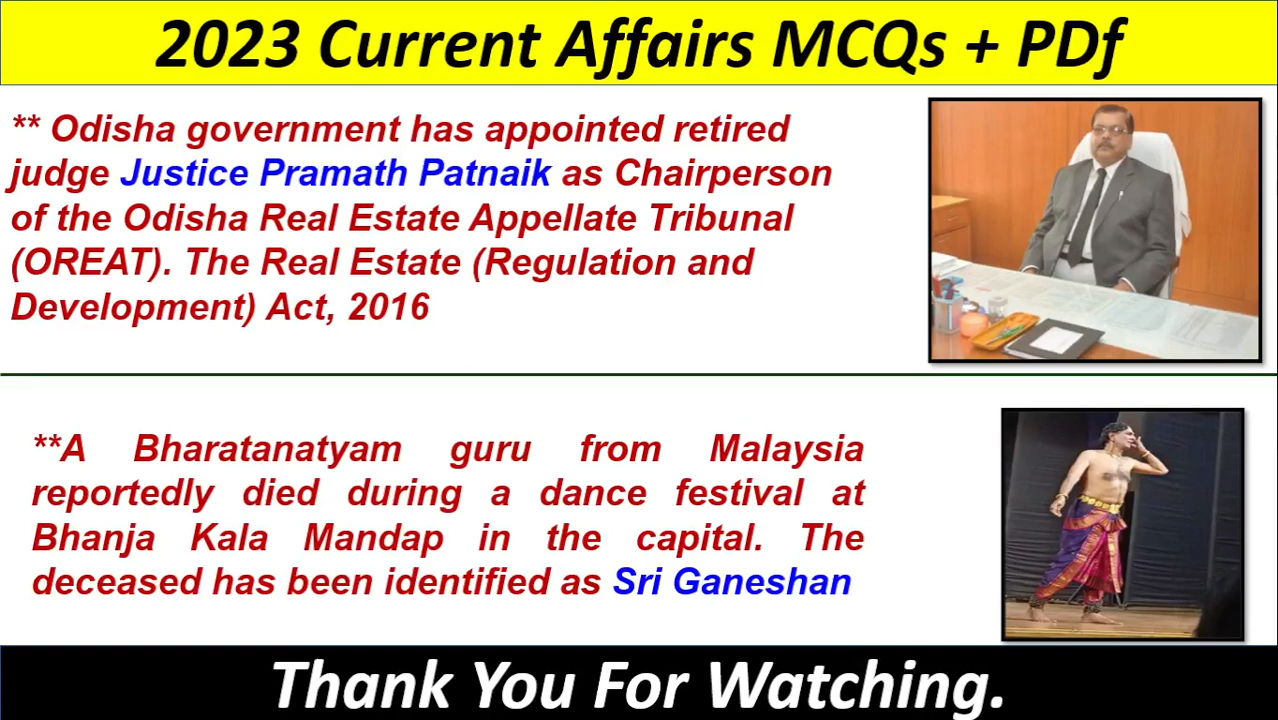 2023 Current Affairs MCQs + PDf
** Odisha government has appointed retired
judge Justice Pramath Patnaik as Chairperson
of the Odisha Real Estate Appellate Tribunal
(OREAT). The Real Estate (Regulation and
Development) Act, 2016
**A Bharatanatyam guru from Malaysia
reportedly died during a dance festival at
Bhanja Kala Mandap in the capital. The
deceased has been identified as Sri Ganeshan
Thank You For Watching.